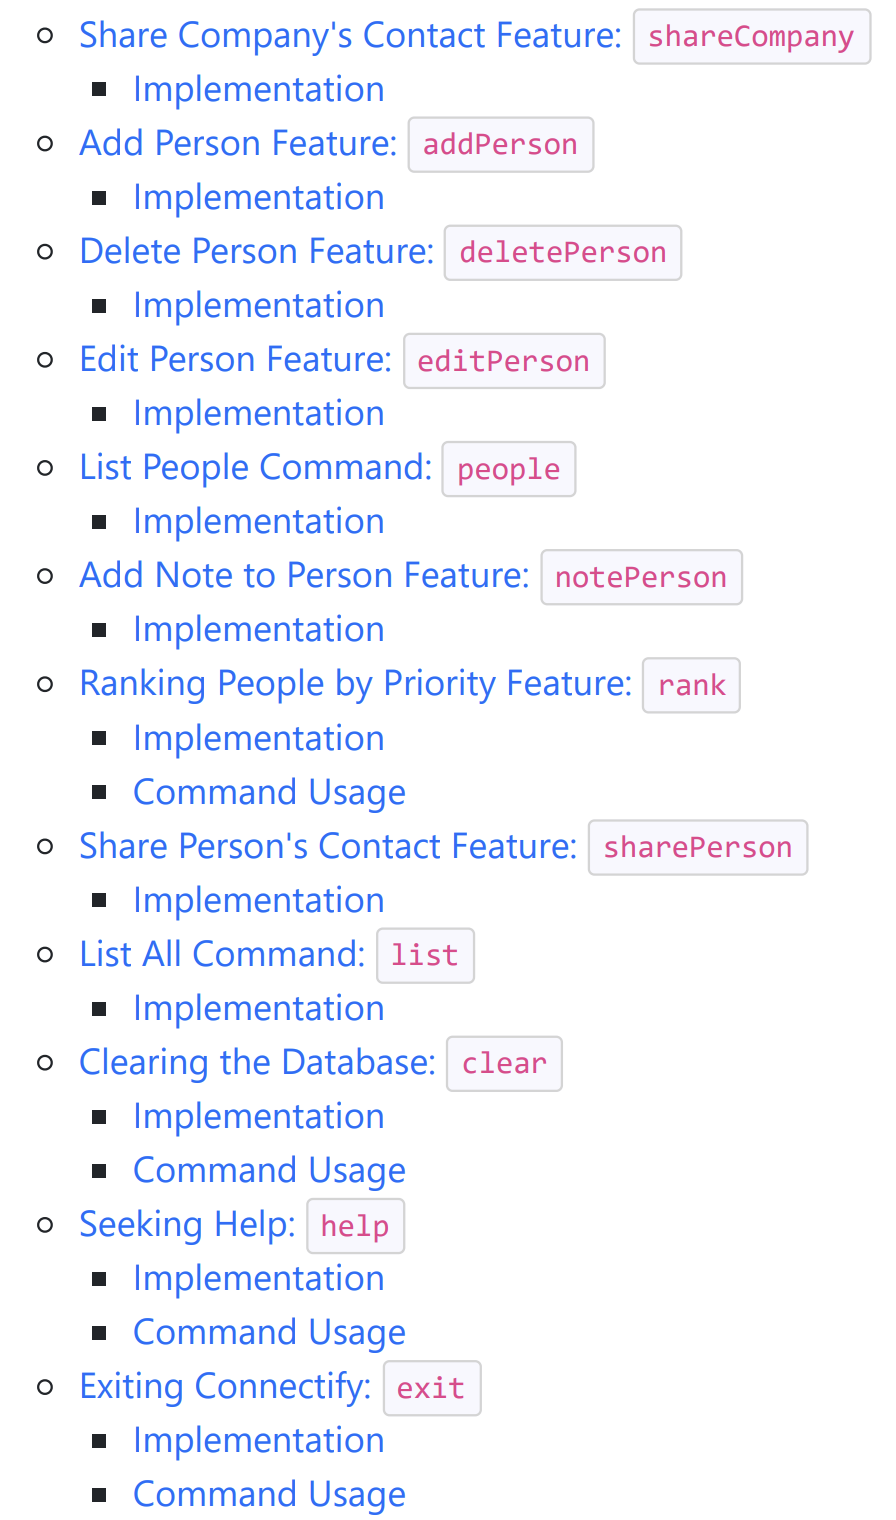 Share Company's Contact Feature: shareCompany
Implementation
Add Person Feature: addPerson
Implementation
Delete Person Feature: deletePerson
Implementation
Edit Person Feature: editPerson
Implementation
List People Command: people
Implementation
Add Note to Person Feature: notePerson
Implementation
Ranking People by Priority Feature: rank
Implementation
Command Usage
Share Person's Contact Feature: sharePerson
Implementation
List All Command: list
Implementation
Clearing the Database: clear
Implementation
Command Usage
Seeking Help: help
Implementation
Command Usage
Exiting Connectify: exit
Implementation
Command Usage